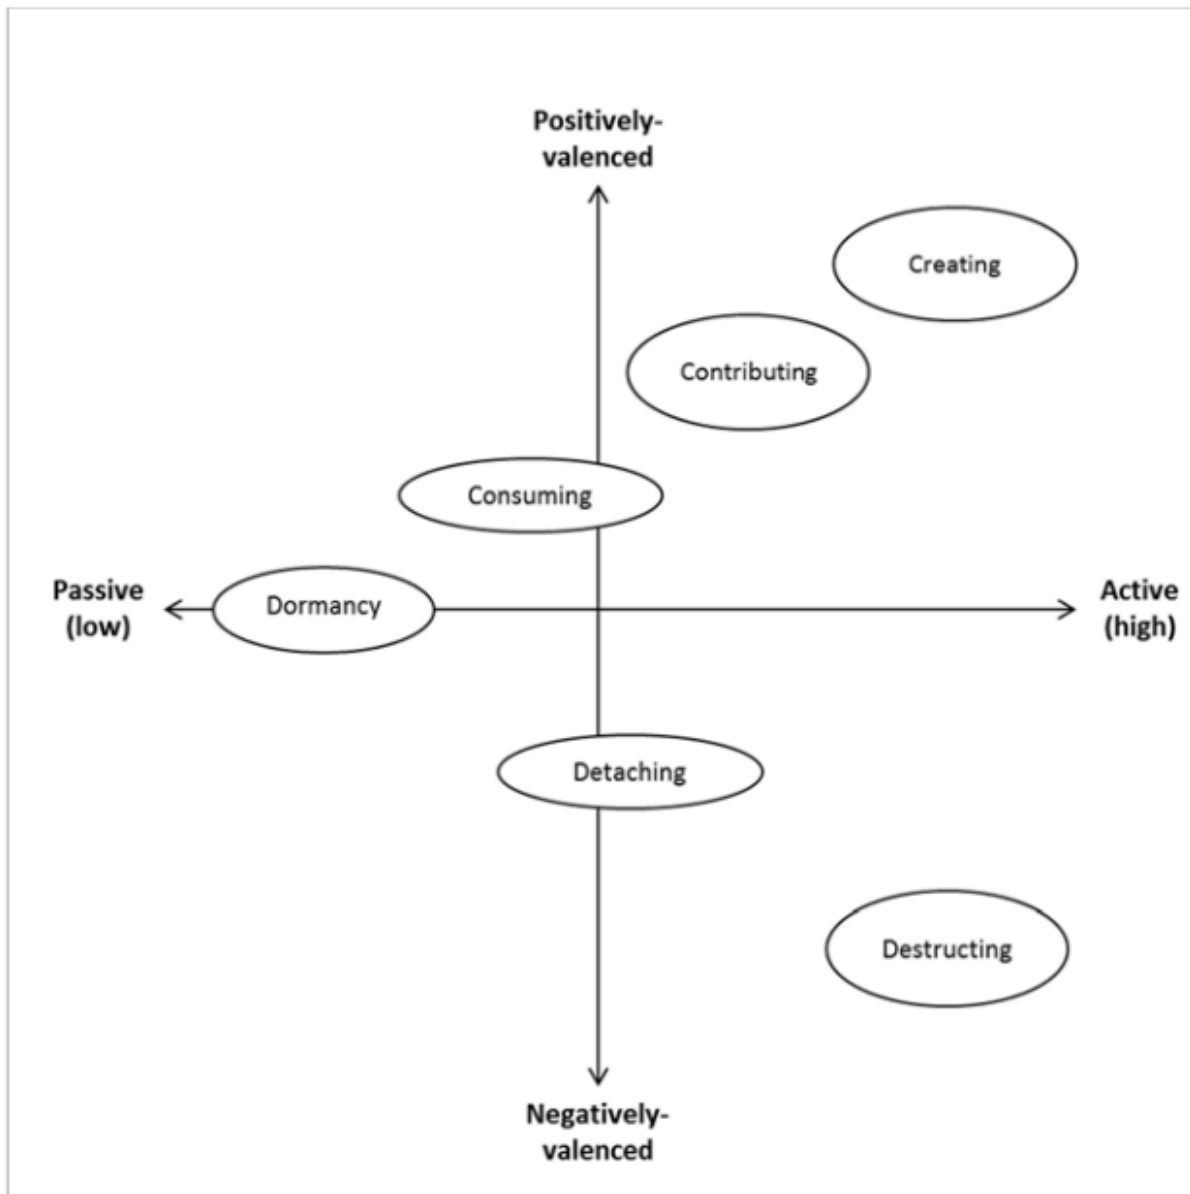 Positively-
valenced
Creating
Contributing
Consuming
Passive
(low)
Dormancy
Active
(high)
Detaching
Destructing
Negatively-
valenced